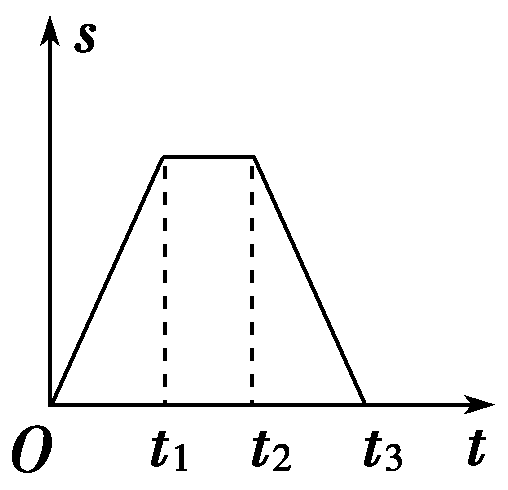 s
O t₁ t₂ t₃ t